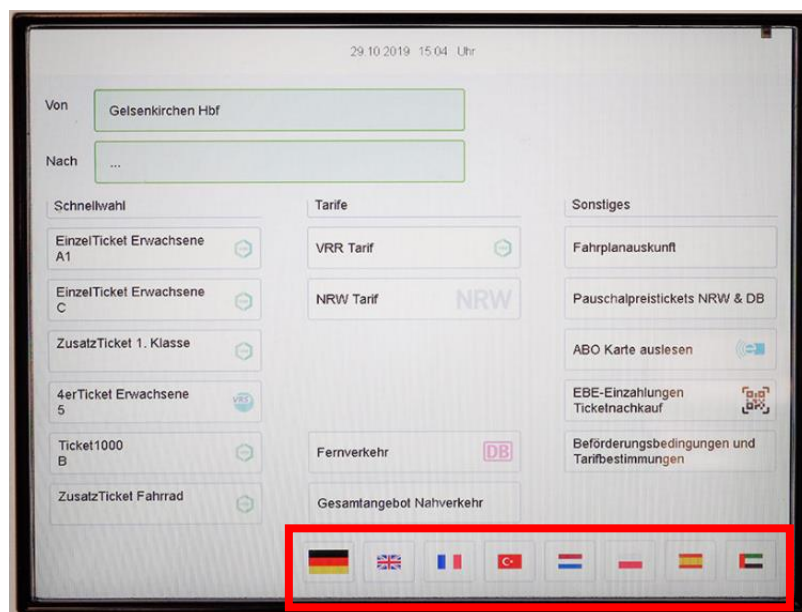 29.10.2019 15:04 Uhr
Von
Gelsenkirchen Hbf
Nach
...
Schnellwahl
EinzelTicket Erwachsene
A1
EinzelTicket Erwachsene
C
ZusatzTicket 1. Klasse
4erTicket Erwachsene
5
VRS
Ticket1000
B
ZusatzTicket Fahrrad
Tarife
VRR Tarif
NRW Tarif
NRW
Fernverkehr
DB
Gesamtangebot Nahverkehr
Sonstiges
Fahrplanauskunft
Pauschalpreistickets NRW & DB
ABO Karte auslesen
EBE-Einzahlungen
Ticketnachkauf
Beförderungsbedingungen und
Tarifbestimmungen